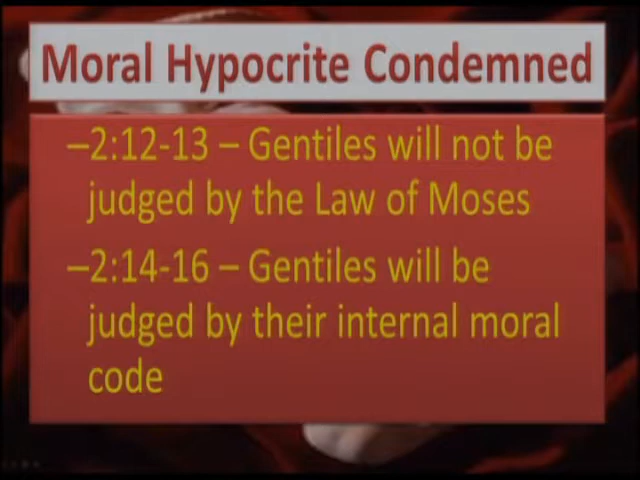 Moral Hypocrite Condemned
–2:12-13 – Gentiles will not be
judged by the Law of Moses
–2:14-16 – Gentiles will be
judged by their internal moral
code